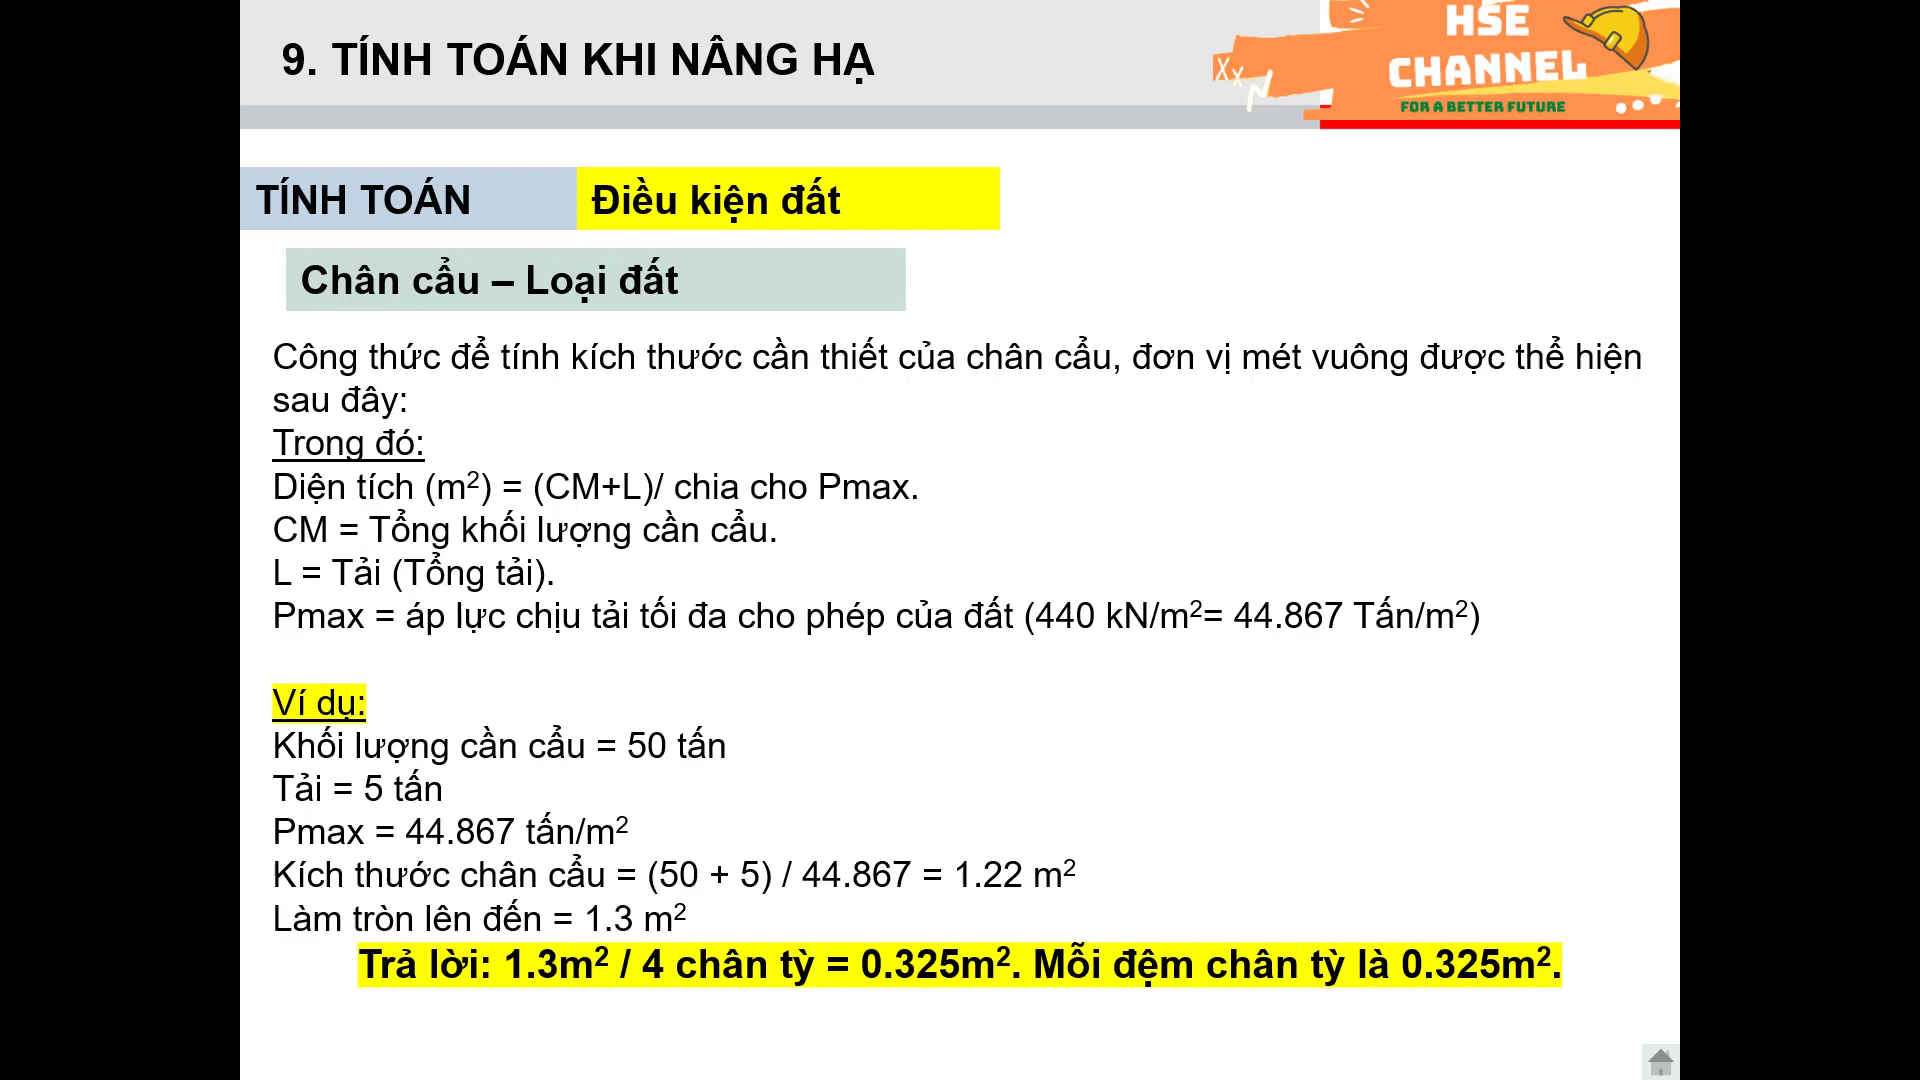 9. TÍNH TOÁN KHI NÂNG HẠ
HSE
CHANNEL
FOR A BETTER FUTURE
TÍNH TOÁN
Điều kiện đất
Chân cẩu – Loại đất
Công thức để tính kích thước cần thiết của chân cẩu, đơn vị mét vuông được thể hiện
sau đây:
Trong đó:
Diện tích (m²) = (CM+L)/ chia cho Pmax.
CM = Tổng khối lượng cần cẩu.
L = Tải (Tổng tải).
Pmax = áp lực chịu tải tối đa cho phép của đất (440 kN/m²= 44.867 Tấn/m²)
Ví dụ:
Khối lượng cần cẩu = 50 tấn
Tải = 5 tấn
Pmax = 44.867 tấn/m²
Kích thước chân cẩu = (50 + 5) / 44.867 = 1.22 m²
Làm tròn lên đến = 1.3 m²
Trả lời: 1.3m² / 4 chân tỳ = 0.325m². Mỗi đệm chân tỳ là 0.325m².